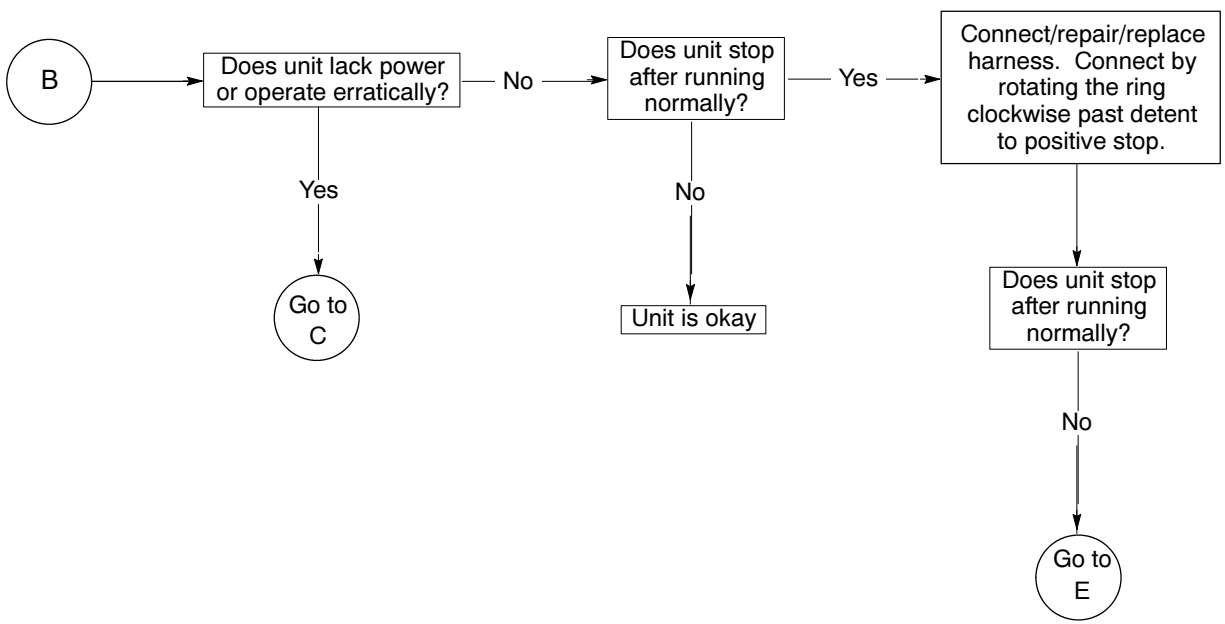 B
Does unit lack power
or operate erratically?
No
Does unit stop
after running
normally?
Yes
Connect/repair/replace
harness.  Connect by
rotating the ring
clockwise past detent
to positive stop.
Yes
Go to
C
No
Unit is okay
Does unit stop
after running
normally?
No
Go to
E